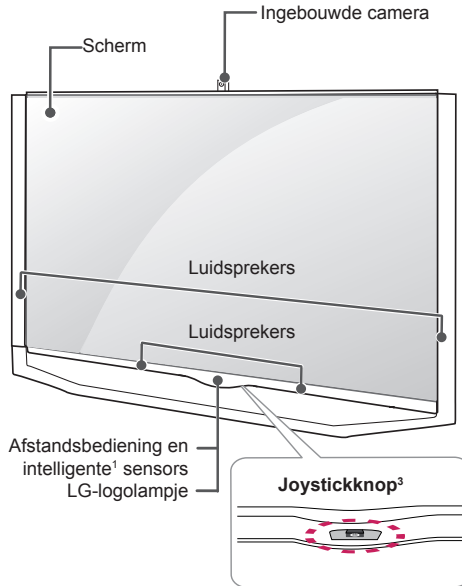 Ingebouwde camera
Scherm
Luidsprekers
Luidsprekers
Afstandsbediening en
intelligente¹ sensors
LG-logolampje
Joystickknop³